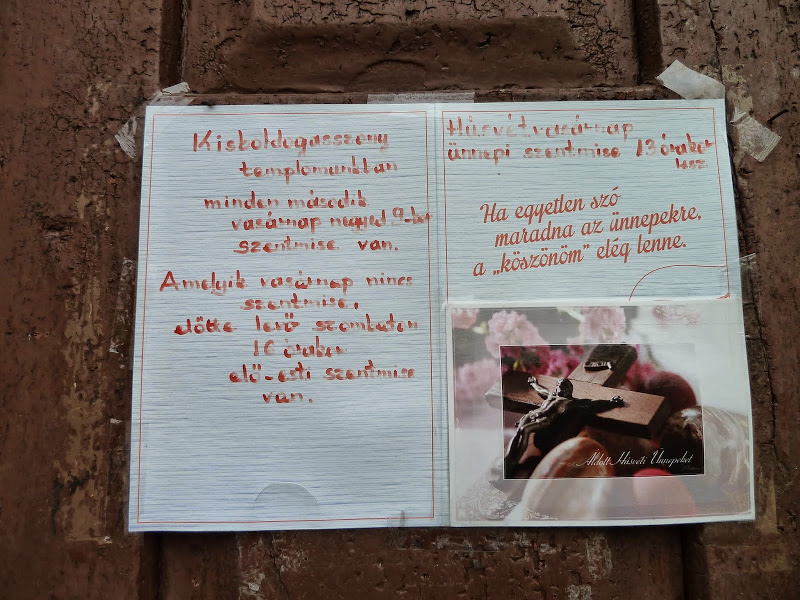 Kisboldogasszony
templomunkban
minden második
vasárnap negyed 9-kor
szentmise van.
Amelyik vasárnap nincs
szentmise,
előtte levő szombaton
16 órakor
elő-esti szentmise
van.
Húsvétvasárnap
ünnepi szentmise 13 órakor
lesz
Ha egyetlen szó
maradna az ünnepekre,
a „köszönöm" elég lenne.
Áldott Húsvéti Ünnepeket